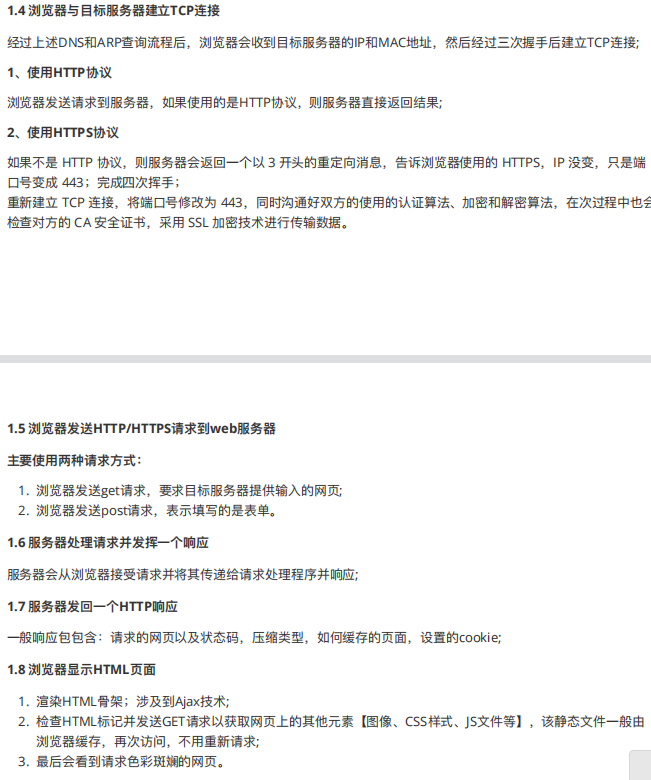 1.4 浏览器与目标服务器建立TCP连接
经过上述DNS和ARP查询流程后，浏览器会收到目标服务器的IP和MAC地址，然后经过三次握手后建立TCP连接;
1、使用HTTP协议
浏览器发送请求到服务器，如果使用的是HTTP协议，则服务器直接返回结果;
2、使用HTTPS协议
如果不是 HTTP 协议，则服务器会返回一个以 3 开头的重定向消息，告诉浏览器使用的 HTTPS，IP 没变，只是端
口号变成 443；完成四次挥手；
重新建立 TCP 连接，将端口号修改为 443，同时沟通好双方的使用的认证算法、加密和解密算法，在次过程中也会
检查对方的 CA 安全证书，采用 SSL 加密技术进行传输数据。
1.5 浏览器发送HTTP/HTTPS请求到web服务器
主要使用两种请求方式：
1. 浏览器发送get请求，要求目标服务器提供输入的网页;
2. 浏览器发送post请求，表示填写的是表单。
1.6 服务器处理请求并发挥一个响应
服务器会从浏览器接受请求并将其传递给请求处理程序并响应;
1.7 服务器发回一个HTTP响应
一般响应包包含：请求的网页以及状态码，压缩类型，如何缓存的页面，设置的cookie;
1.8 浏览器显示HTML页面
1. 渲染HTML骨架；涉及到Ajax技术;
2. 检查HTML标记并发送GET请求以获取网页上的其他元素【图像、CSS样式、JS文件等】，该静态文件一般由
浏览器缓存，再次访问，不用重新请求;
3. 最后会看到请求色彩斑斓的网页。